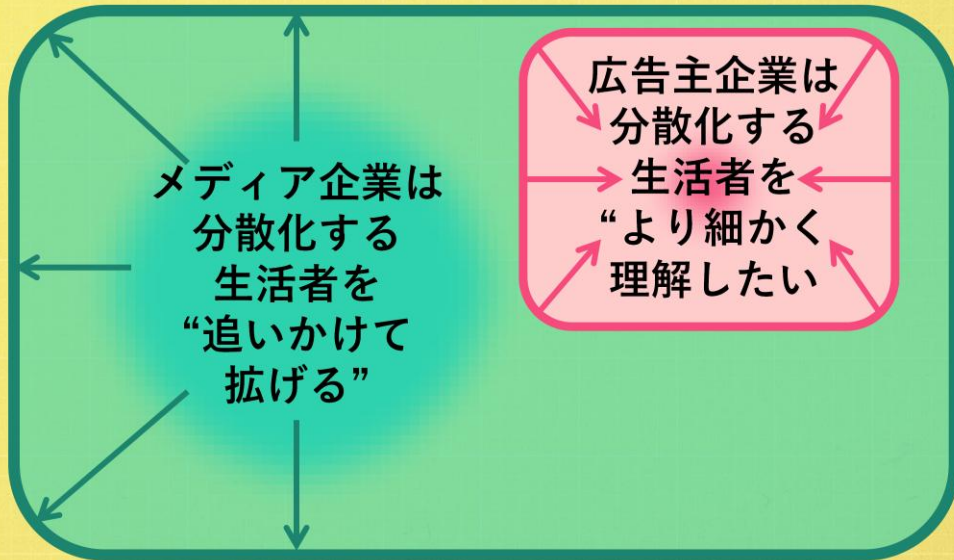 メディア企業は
分散化する
生活者を
“追いかけて
拡げる”
広告主企業は
分散化する
生活者を
“より細かく
理解したい